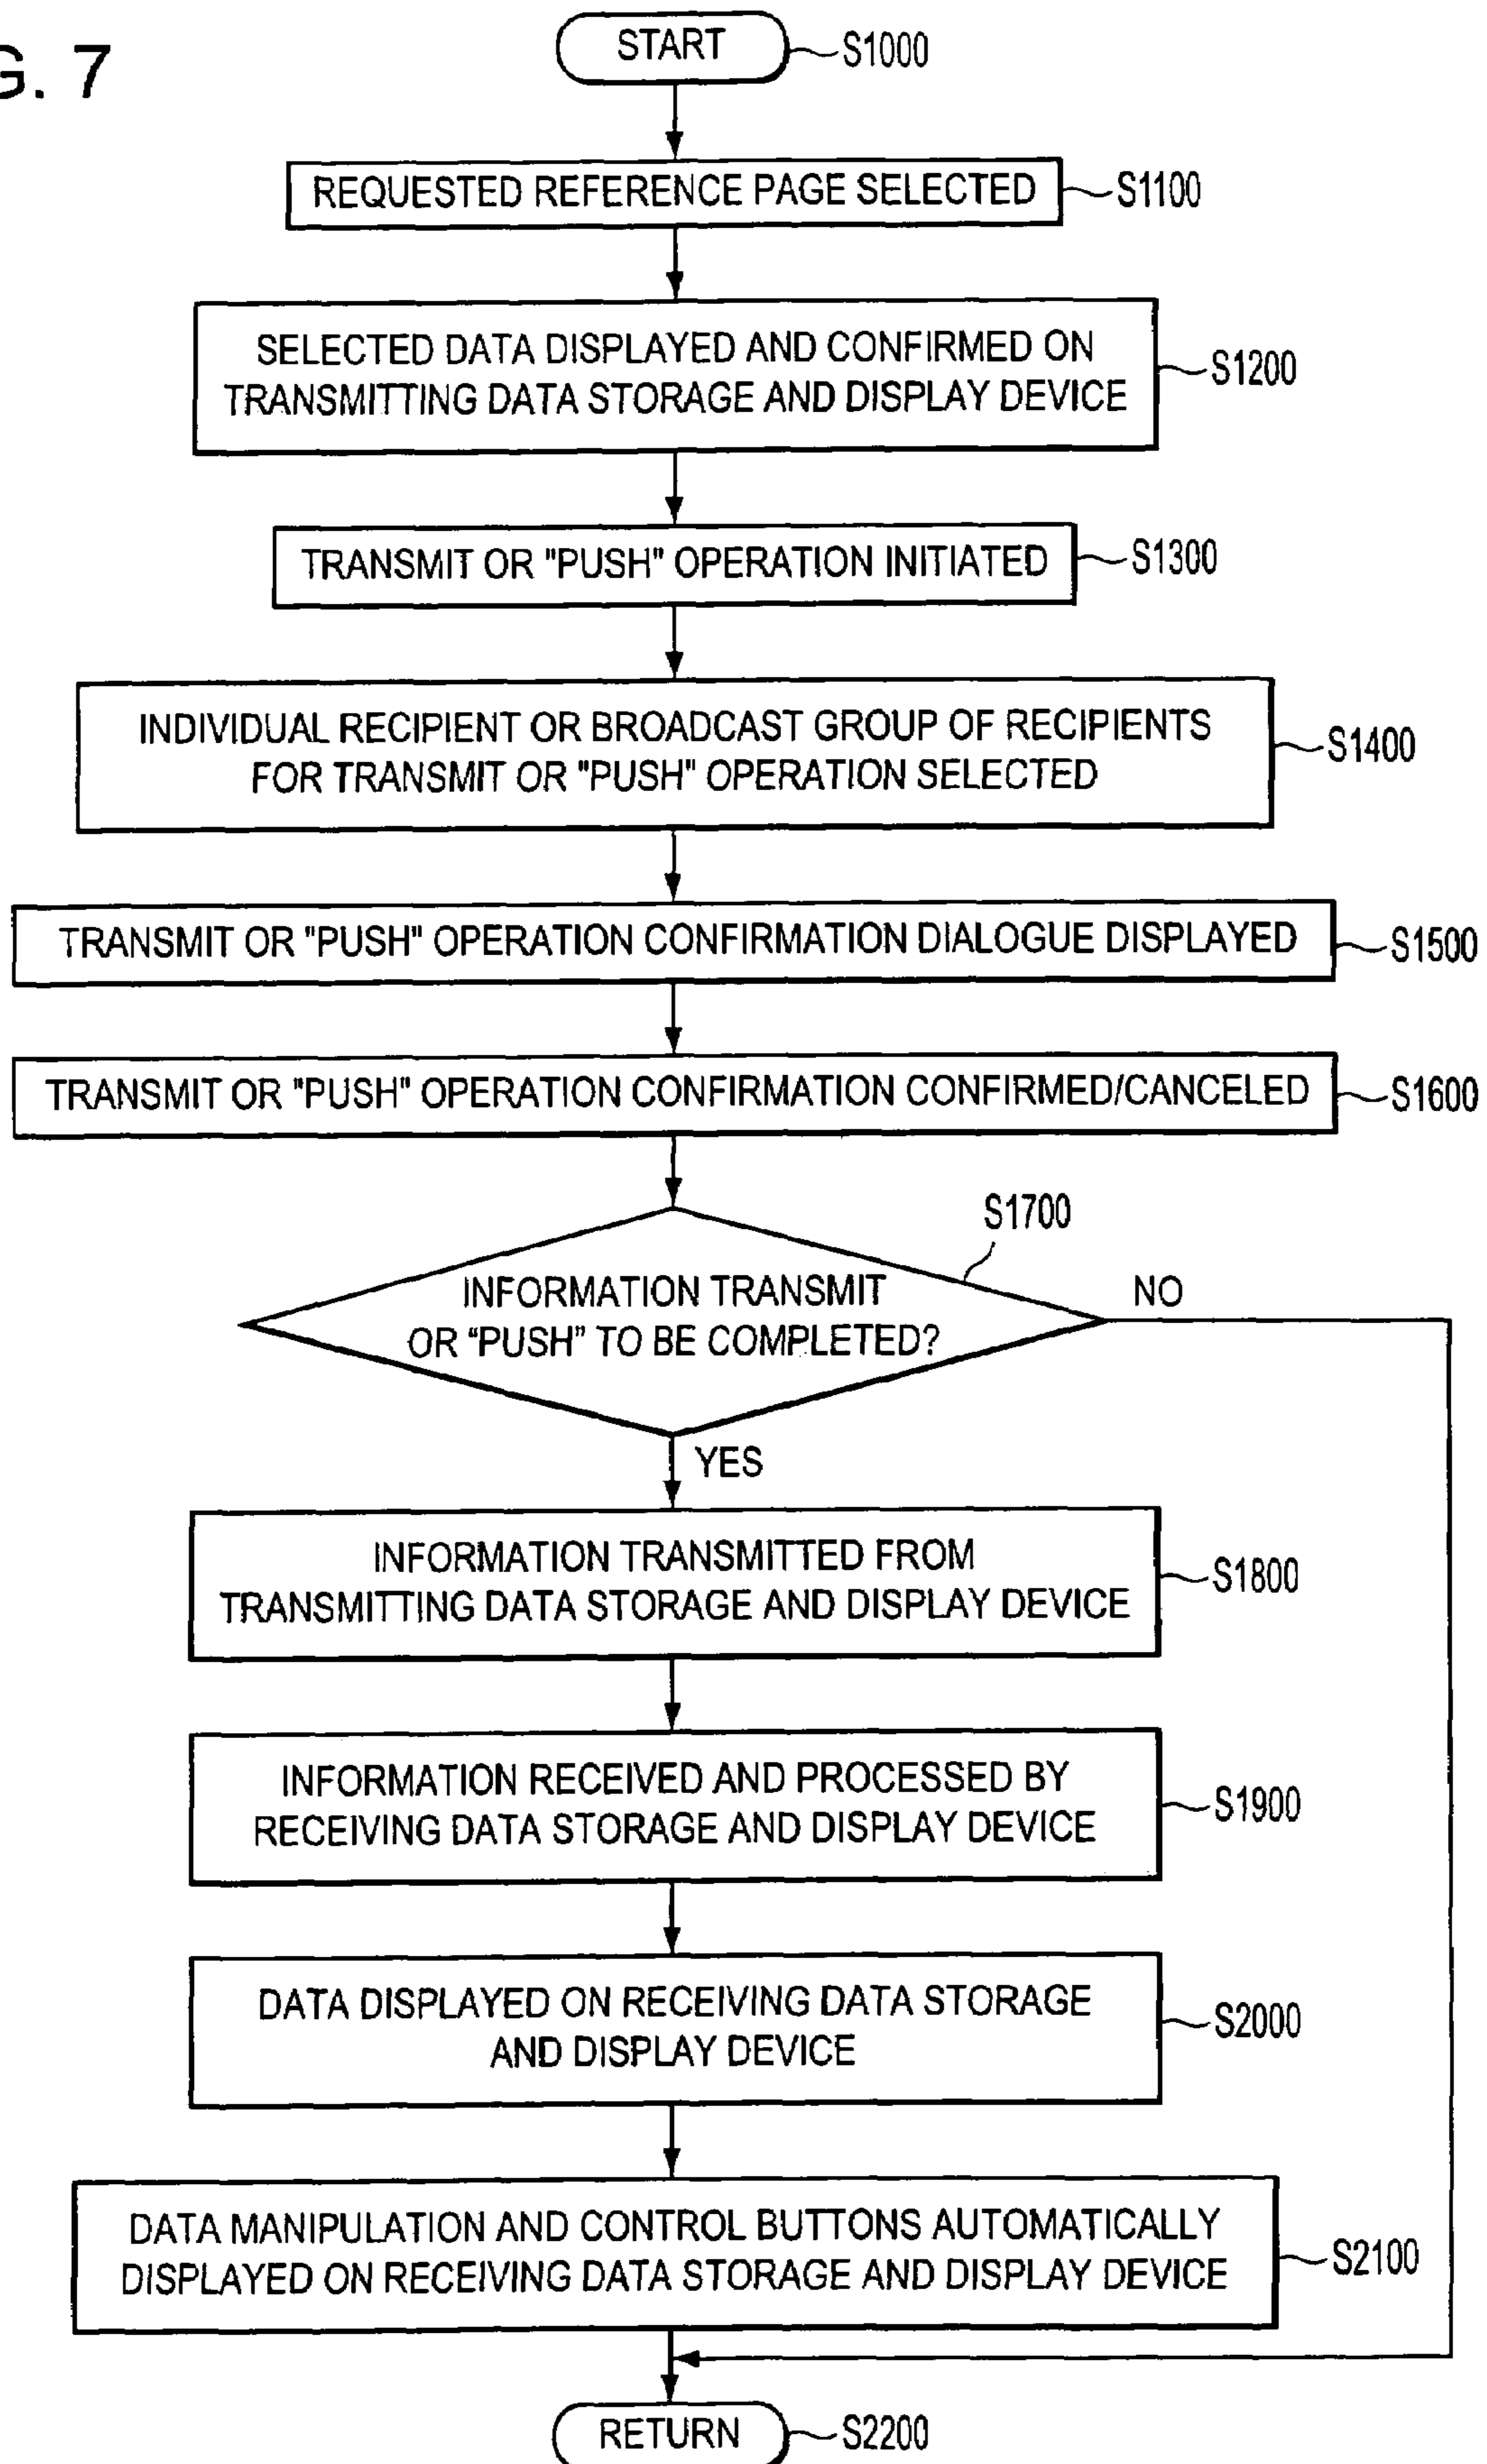 G. 7
START
S1000
REQUESTED REFERENCE PAGE SELECTED
S1100
SELECTED DATA DISPLAYED AND CONFIRMED ON
TRANSMITTING DATA STORAGE AND DISPLAY DEVICE
S1200
TRANSMIT OR "PUSH" OPERATION INITIATED
S1300
INDIVIDUAL RECIPIENT OR BROADCAST GROUP OF RECIPIENTS
FOR TRANSMIT OR "PUSH" OPERATION SELECTED
S1400
TRANSMIT OR "PUSH" OPERATION CONFIRMATION DIALOGUE DISPLAYED
S1500
TRANSMIT OR "PUSH" OPERATION CONFIRMATION CONFIRMED/CANCELED
S1600
S1700
INFORMATION TRANSMIT
OR “PUSH” TO BE COMPLETED?
NO
YES
INFORMATION TRANSMITTED FROM
TRANSMITTING DATA STORAGE AND DISPLAY DEVICE
S1800
INFORMATION RECEIVED AND PROCESSED BY
RECEIVING DATA STORAGE AND DISPLAY DEVICE
S1900
DATA DISPLAYED ON RECEIVING DATA STORAGE
AND DISPLAY DEVICE
S2000
DATA MANIPULATION AND CONTROL BUTTONS AUTOMATICALLY
DISPLAYED ON RECEIVING DATA STORAGE AND DISPLAY DEVICE
S2100
RETURN
S2200